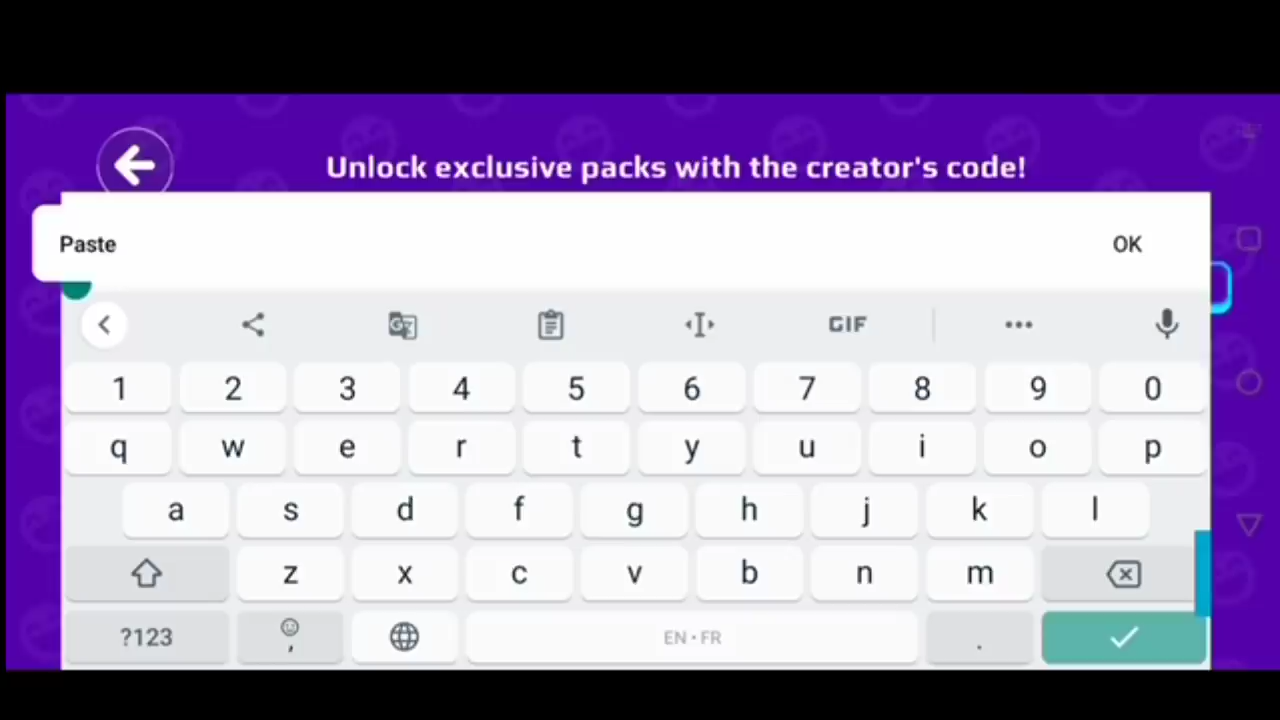 Unlock exclusive packs with the creator's code!
Paste OK
GIF
1 2 3 4 5 6 7 8 9 0
q w e r t y u i o p
a s d f g h j k l
z x c v b n m
?123 , EN • FR .